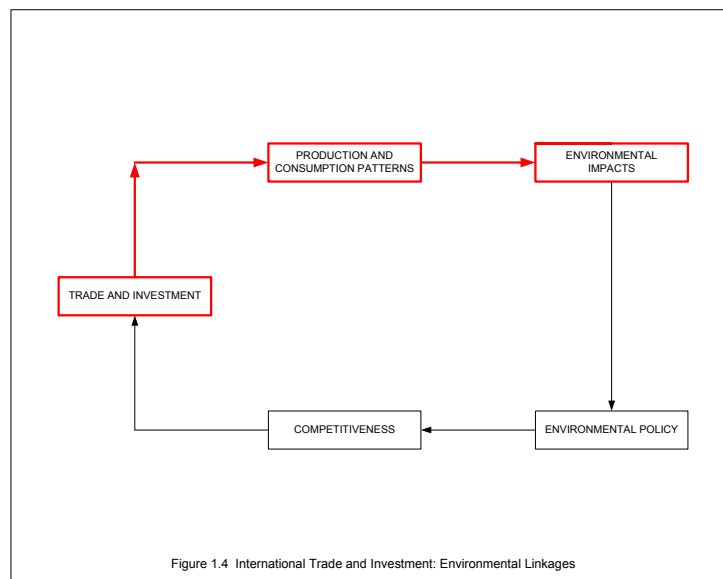 PRODUCTION AND
CONSUMPTION PATTERNS
ENVIRONMENTAL
IMPACTS
TRADE AND INVESTMENT
COMPETITIVENESS
ENVIRONMENTAL POLICY
Figure 1.4 International Trade and Investment: Environmental Linkages